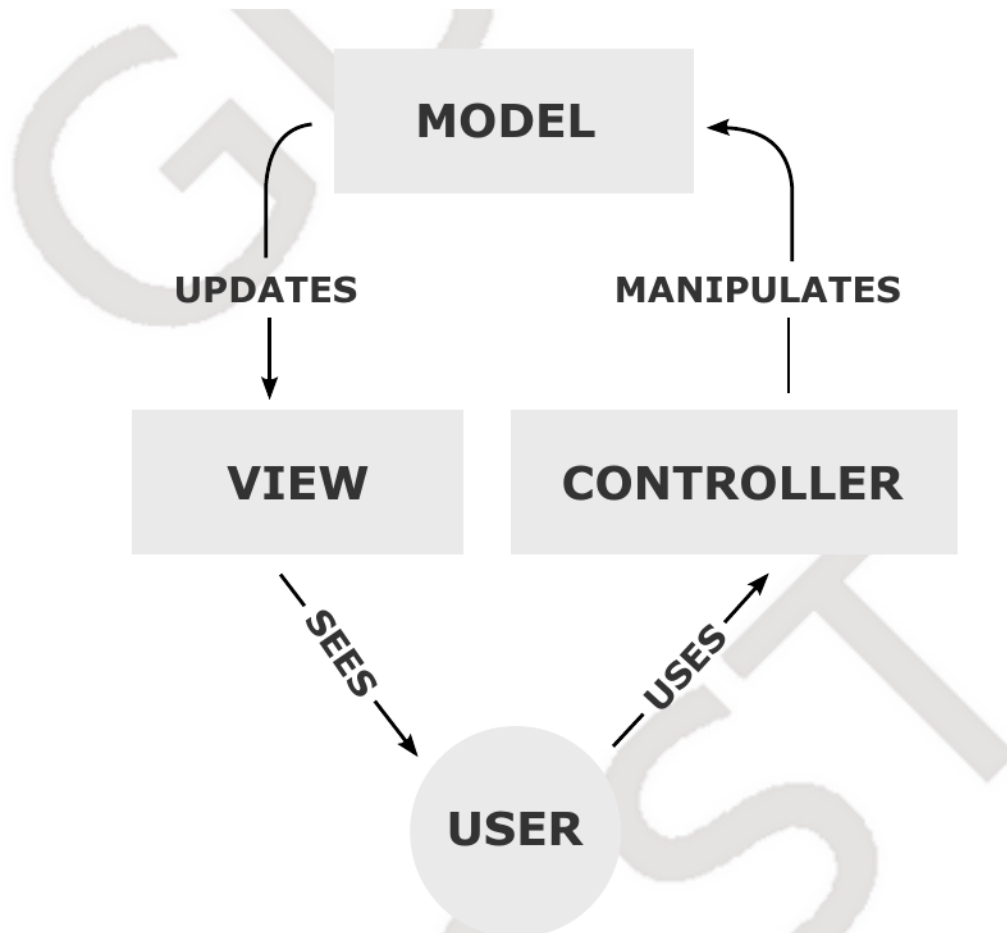 MODEL
UPDATES
MANIPULATES
VIEW
CONTROLLER
SEES
USES
USER